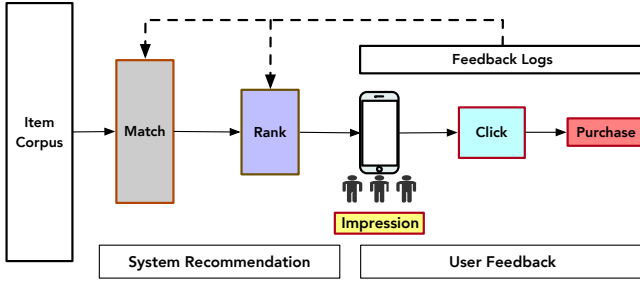 Feedback Logs
Item
Corpus
Match
Rank
Click
Purchase
Impression
System Recommendation
User Feedback